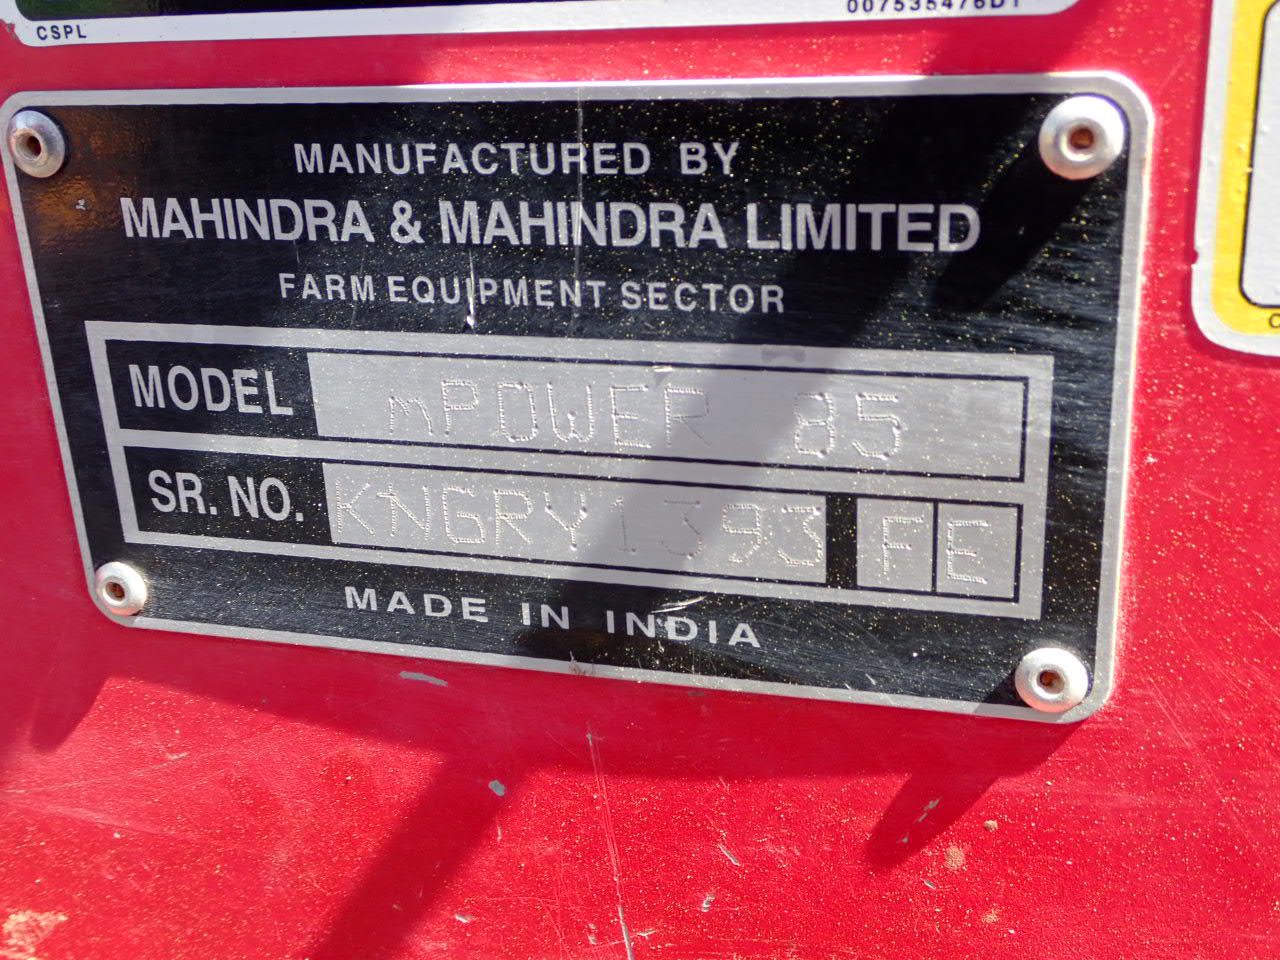 CSPL
007535476D1
MANUFACTURED BY
MAHINDRA & MAHINDRA LIMITED
FARM EQUIPMENT SECTOR
MODEL mPOWER 85
SR. NO. KNGRY1393 FE
MADE IN INDIA